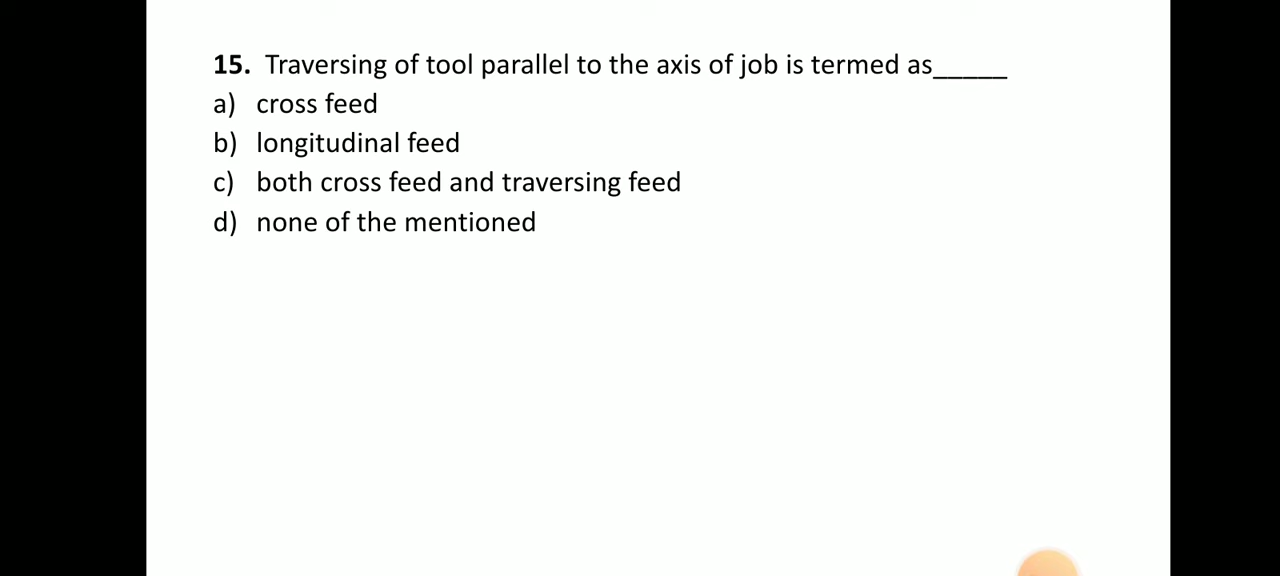 15. Traversing of tool parallel to the axis of job is termed as_____
a) cross feed
b) longitudinal feed
c) both cross feed and traversing feed
d) none of the mentioned